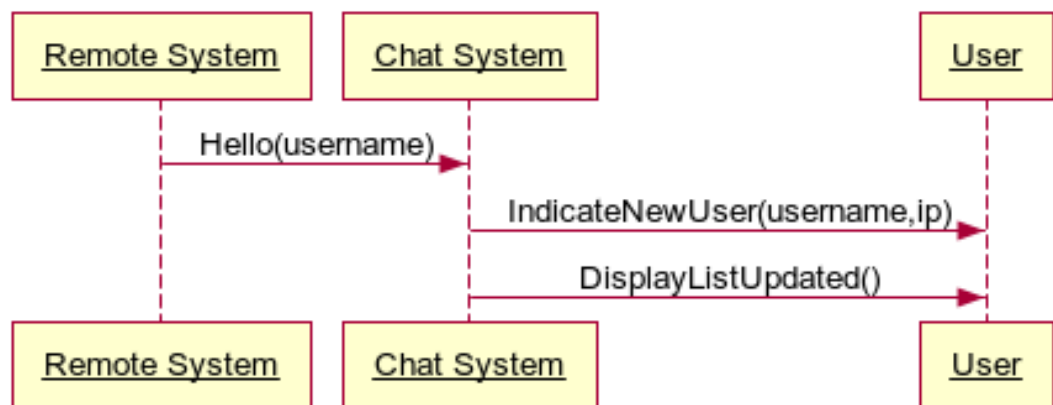 Remote System
Chat System
User
Hello(username)
IndicateNewUser(username,ip)
DisplayListUpdated()
Remote System
Chat System
User